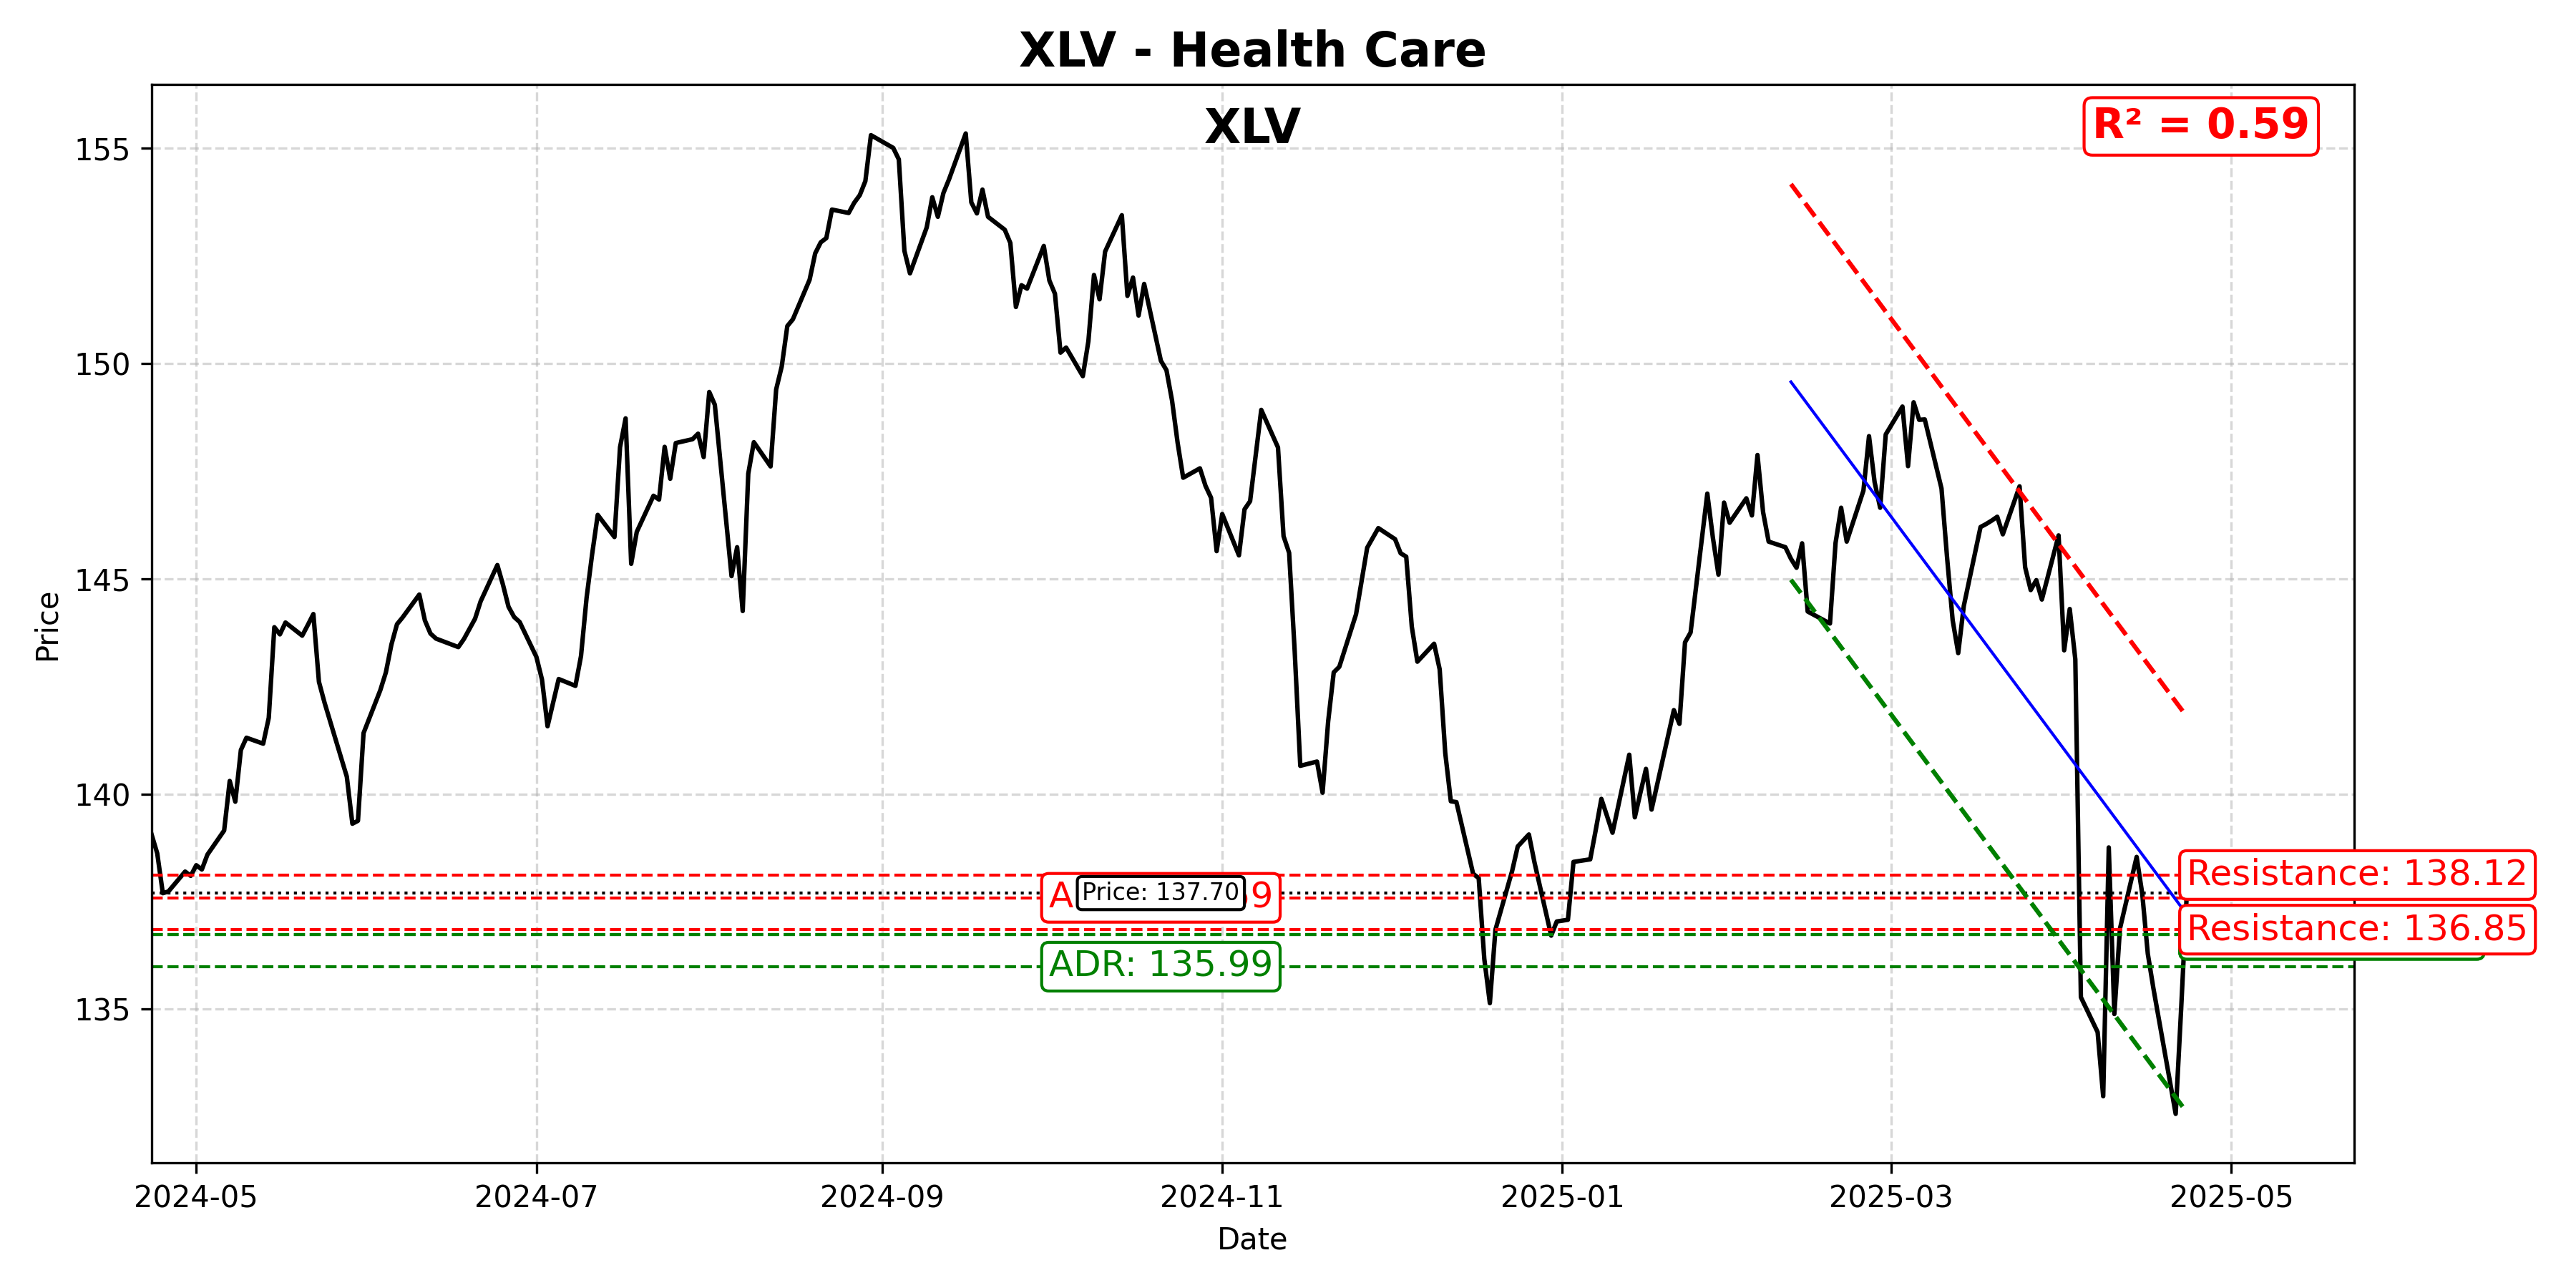 XLV - Health Care
XLV
R² = 0.59
Price
155
150
145
140
135
Resistance: 138.12
Price: 137.70
Resistance: 136.85
ADR: 135.99
2024-05
2024-07
2024-09
2024-11
2025-01
2025-03
2025-05
Date